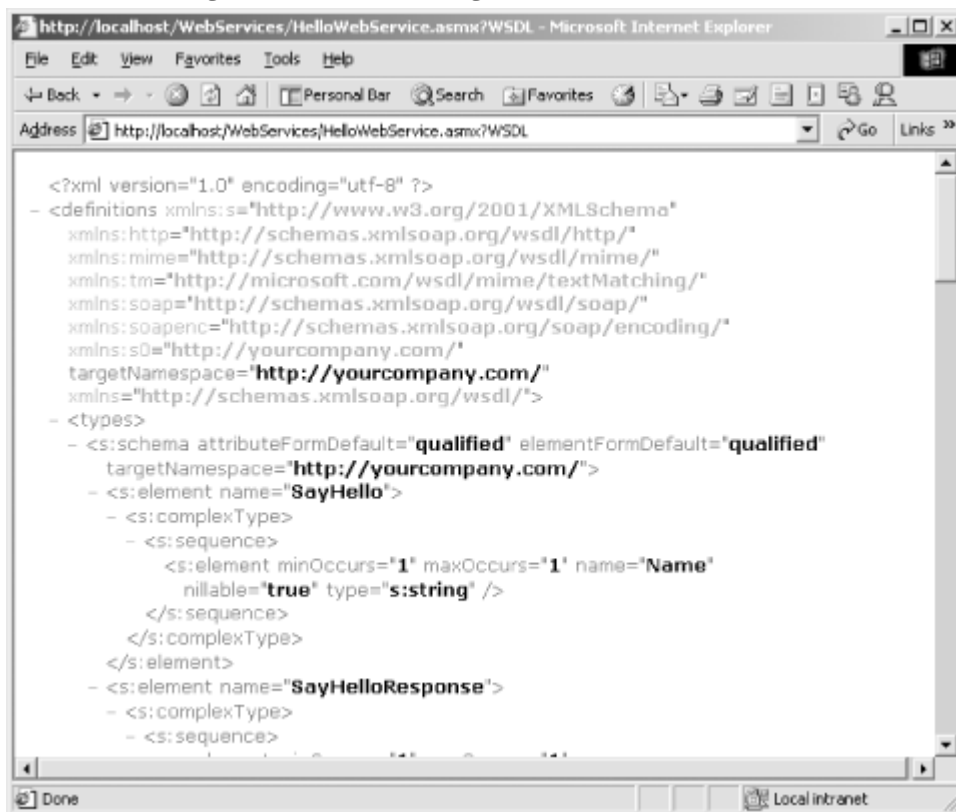 http://localhost/WebServices/HelloWebService.asmx?WSDL - Microsoft Internet Explorer
File Edit View Favorites Tools Help
Back Personal Bar Search Favorites
Address http://localhost/WebServices/HelloWebService.asmx?WSDL Go Links »
<?xml version="1.0" encoding="utf-8" ?>
- <definitions xmlns:s="http://www.w3.org/2001/XMLSchema"
xmlns:http="http://schemas.xmlsoap.org/wsdl/http/"
xmlns:mime="http://schemas.xmlsoap.org/wsdl/mime/"
xmlns:tm="http://microsoft.com/wsdl/mime/textMatching/"
xmlns:soap="http://schemas.xmlsoap.org/wsdl/soap/"
xmlns:soapenc="http://schemas.xmlsoap.org/soap/encoding/"
xmlns:s0="http://yourcompany.com/"
targetNamespace="http://yourcompany.com/"
xmlns="http://schemas.xmlsoap.org/wsdl/">
- <types>
- <s:schema attributeFormDefault="qualified" elementFormDefault="qualified"
targetNamespace="http://yourcompany.com/">
- <s:element name="SayHello">
- <s:complexType>
- <s:sequence>
<s:element minOccurs="1" maxOccurs="1" name="Name"
nillable="true" type="s:string" />
</s:sequence>
</s:complexType>
</s:element>
- <s:element name="SayHelloResponse">
- <s:complexType>
- <s:sequence>
Done Local intranet